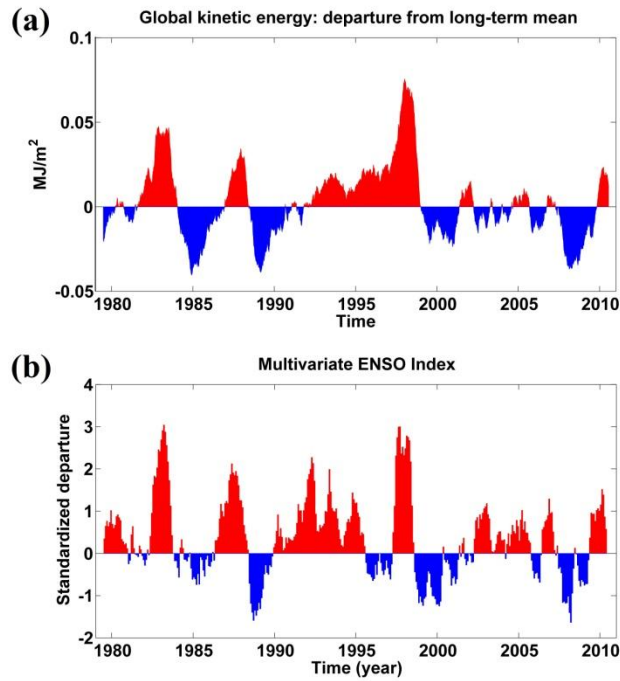 (a)
Global kinetic energy: departure from long-term mean
MJ/m²
0.1
0.05
0
-0.05
1980 1985 1990 1995 2000 2005 2010
Time
(b)
Multivariate ENSO Index
Standardized departure
4
3
2
1
0
-1
-2
1980 1985 1990 1995 2000 2005 2010
Time (year)